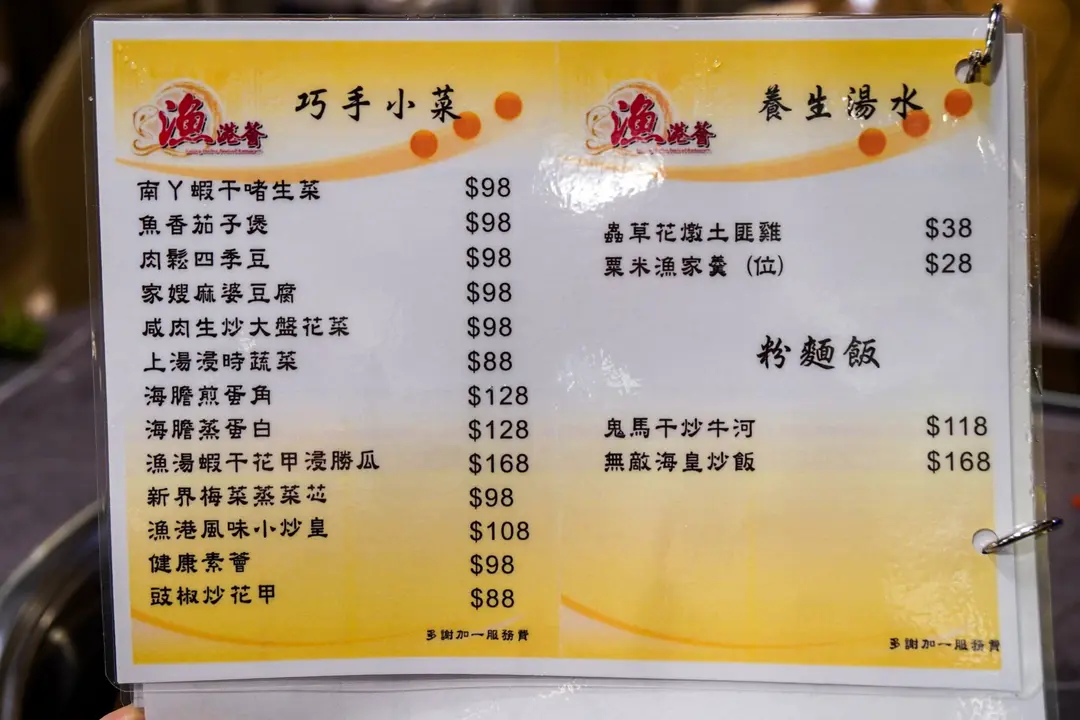 漁港薈
巧手小菜
南丫蝦干啫生菜 $98
魚香茄子煲 $98
肉鬆四季豆 $98
家嫂麻婆豆腐 $98
咸肉生炒大盤花菜 $98
上湯浸時蔬菜 $88
海膽煎蛋角 $128
海膽蒸蛋白 $128
漁湯蝦干花甲浸勝瓜 $168
新界梅菜蒸菜芯 $98
漁港風味小炒皇 $108
健康素薈 $98
豉椒炒花甲 $88
多謝加一服務費
漁港薈
養生湯水
蟲草花燉土匪雞 $38
粟米漁家羹 (位) $28
粉麵飯
鬼馬干炒牛河 $118
無敵海皇炒飯 $168
多謝加一服務費